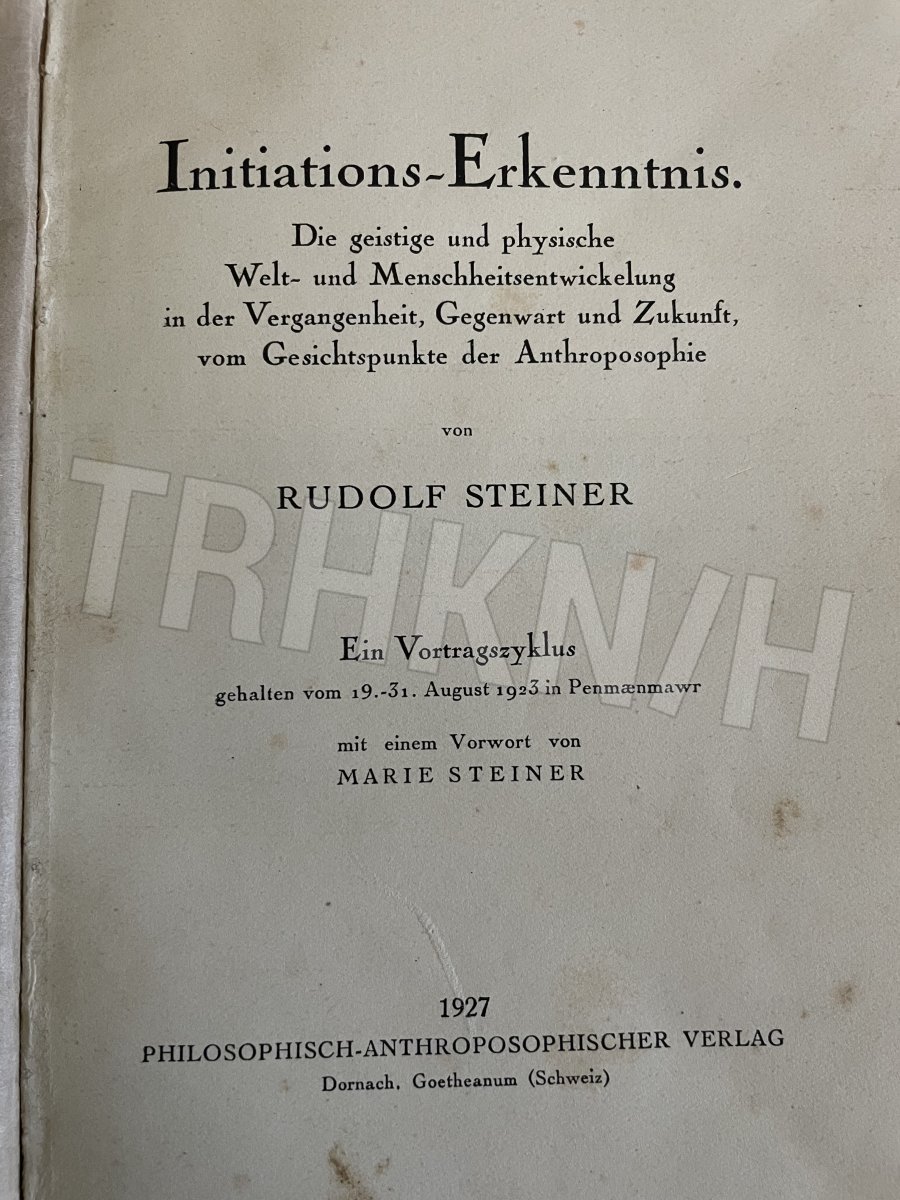 Initiations-Erkenntnis.
Die geistige und physische
Welt- und Menschheitsentwickelung
in der Vergangenheit, Gegenwart und Zukunft,
vom Gesichtspunkte der Anthroposophie
von
RUDOLF STEINER
TRHKN/H
Ein Vortragszyklus
gehalten vom 19.-31. August 1923 in Penmænmawr
mit einem Vorwort von
MARIE STEINER
1927
PHILOSOPHISCH-ANTHROPOSOPHISCHER VERLAG
Dornach, Goetheanum (Schweiz)